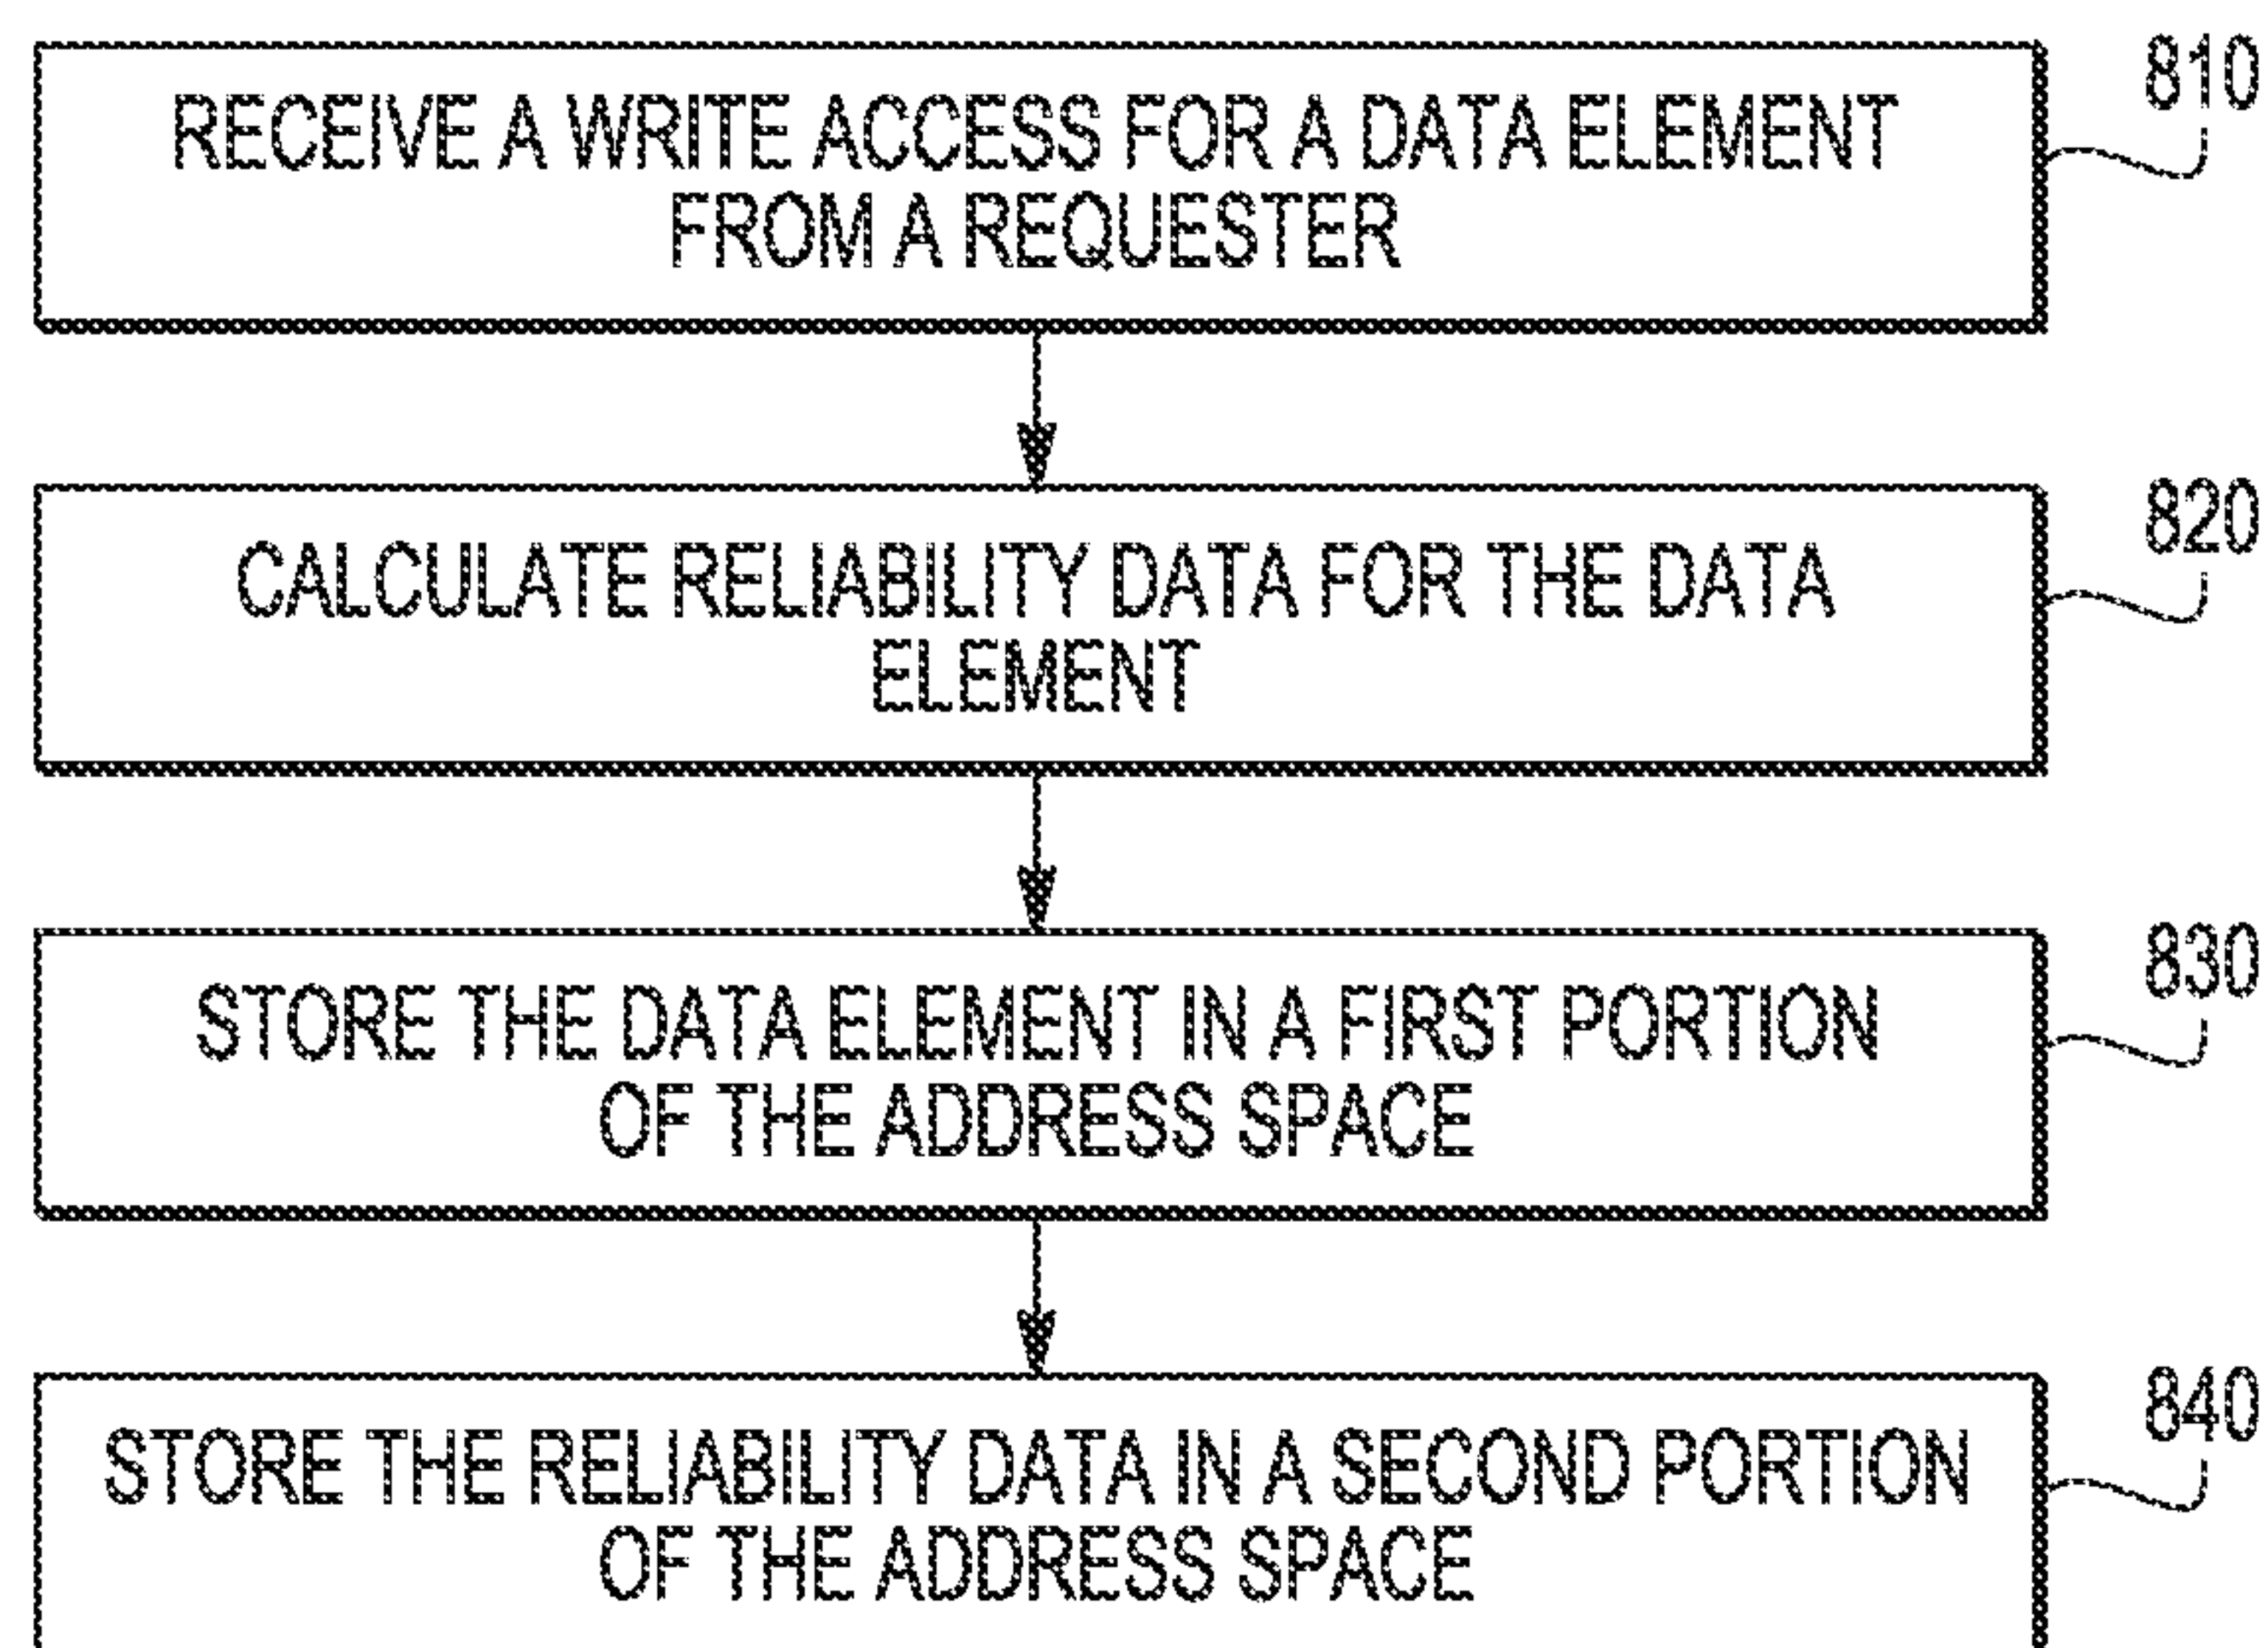 RECEIVE A WRITE ACCESS FOR A DATA ELEMENT
FROM A REQUESTER
810
CALCULATE RELIABILITY DATA FOR THE DATA
ELEMENT
820
STORE THE DATA ELEMENT IN A FIRST PORTION
OF THE ADDRESS SPACE
830
STORE THE RELIABILITY DATA IN A SECOND PORTION
OF THE ADDRESS SPACE
840